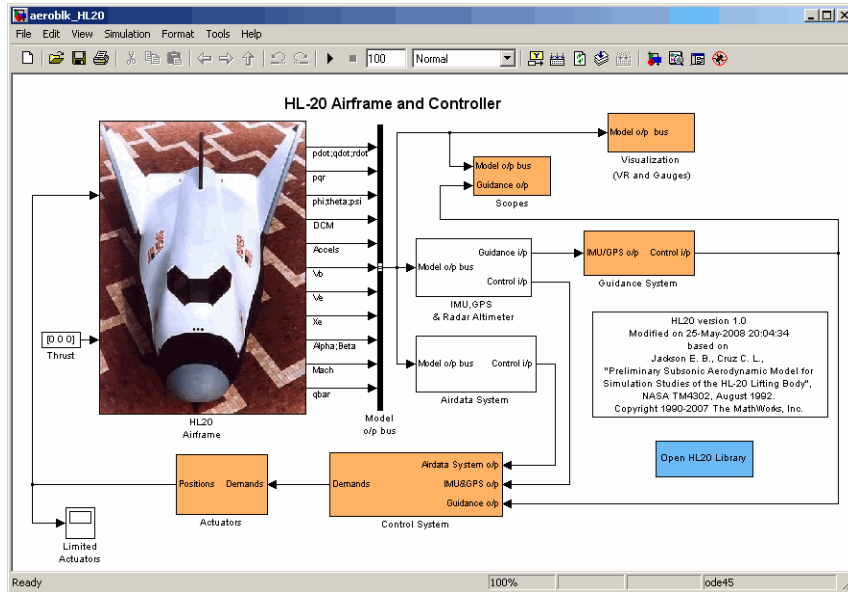 aeroblk_HL20
File Edit View Simulation Format Tools Help
100 Normal
HL-20 Airframe and Controller
pdot;qdot;rdot
pqr
phi;theta;psi
DCM
Accels
Vb
Ve
Xe
Alpha;Beta
Mach
qbar
HL20
Airframe
[0 0 0]
Thrust
Model
o/p bus
Model o/p bus
Visualization
(VR and Gauges)
Model o/p bus
Guidance o/p
Scopes
Model o/p bus
Guidance i/p
Control i/p
IMU,GPS
& Radar Altimeter
IMU/GPS o/p Control i/p
Guidance System
Model o/p bus Control i/p
Airdata System
HL20 version 1.0
Modified on 25-May-2008 20:04:34
based on
Jackson E. B., Cruz C. L.,
"Preliminary Subsonic Aerodynamic Model for
Simulation Studies of the HL-20 Lifting Body",
NASA TM4302, August 1992.
Copyright 1990-2007 The MathWorks, Inc.
Open HL20 Library
Positions Demands
Actuators
Demands
Airdata System o/p
IMU&GPS o/p
Guidance o/p
Control System
Limited
Actuators
Ready 100% ode45